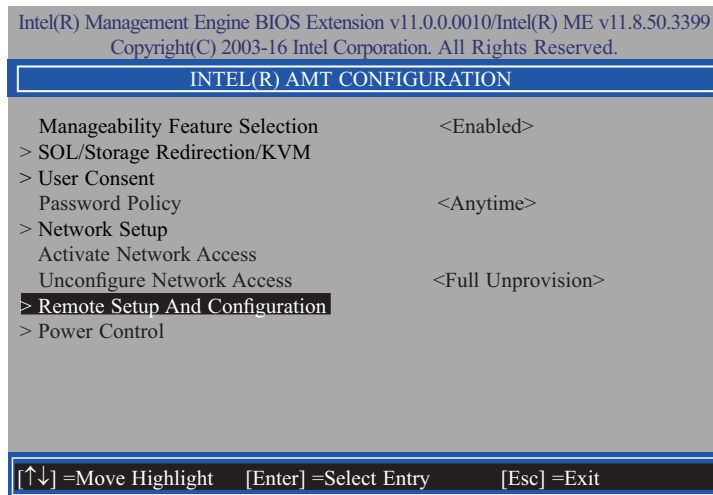 Intel(R) Management Engine BIOS Extension v11.0.0.0010/Intel(R) ME v11.8.50.3399
Copyright(C) 2003-16 Intel Corporation. All Rights Reserved.
INTEL(R) AMT CONFIGURATION
Manageability Feature Selection <Enabled>
> SOL/Storage Redirection/KVM
> User Consent
Password Policy <Anytime>
> Network Setup
Activate Network Access
Unconfigure Network Access <Full Unprovision>
> Remote Setup And Configuration
> Power Control
[↑↓] =Move Highlight [Enter] =Select Entry [Esc] =Exit